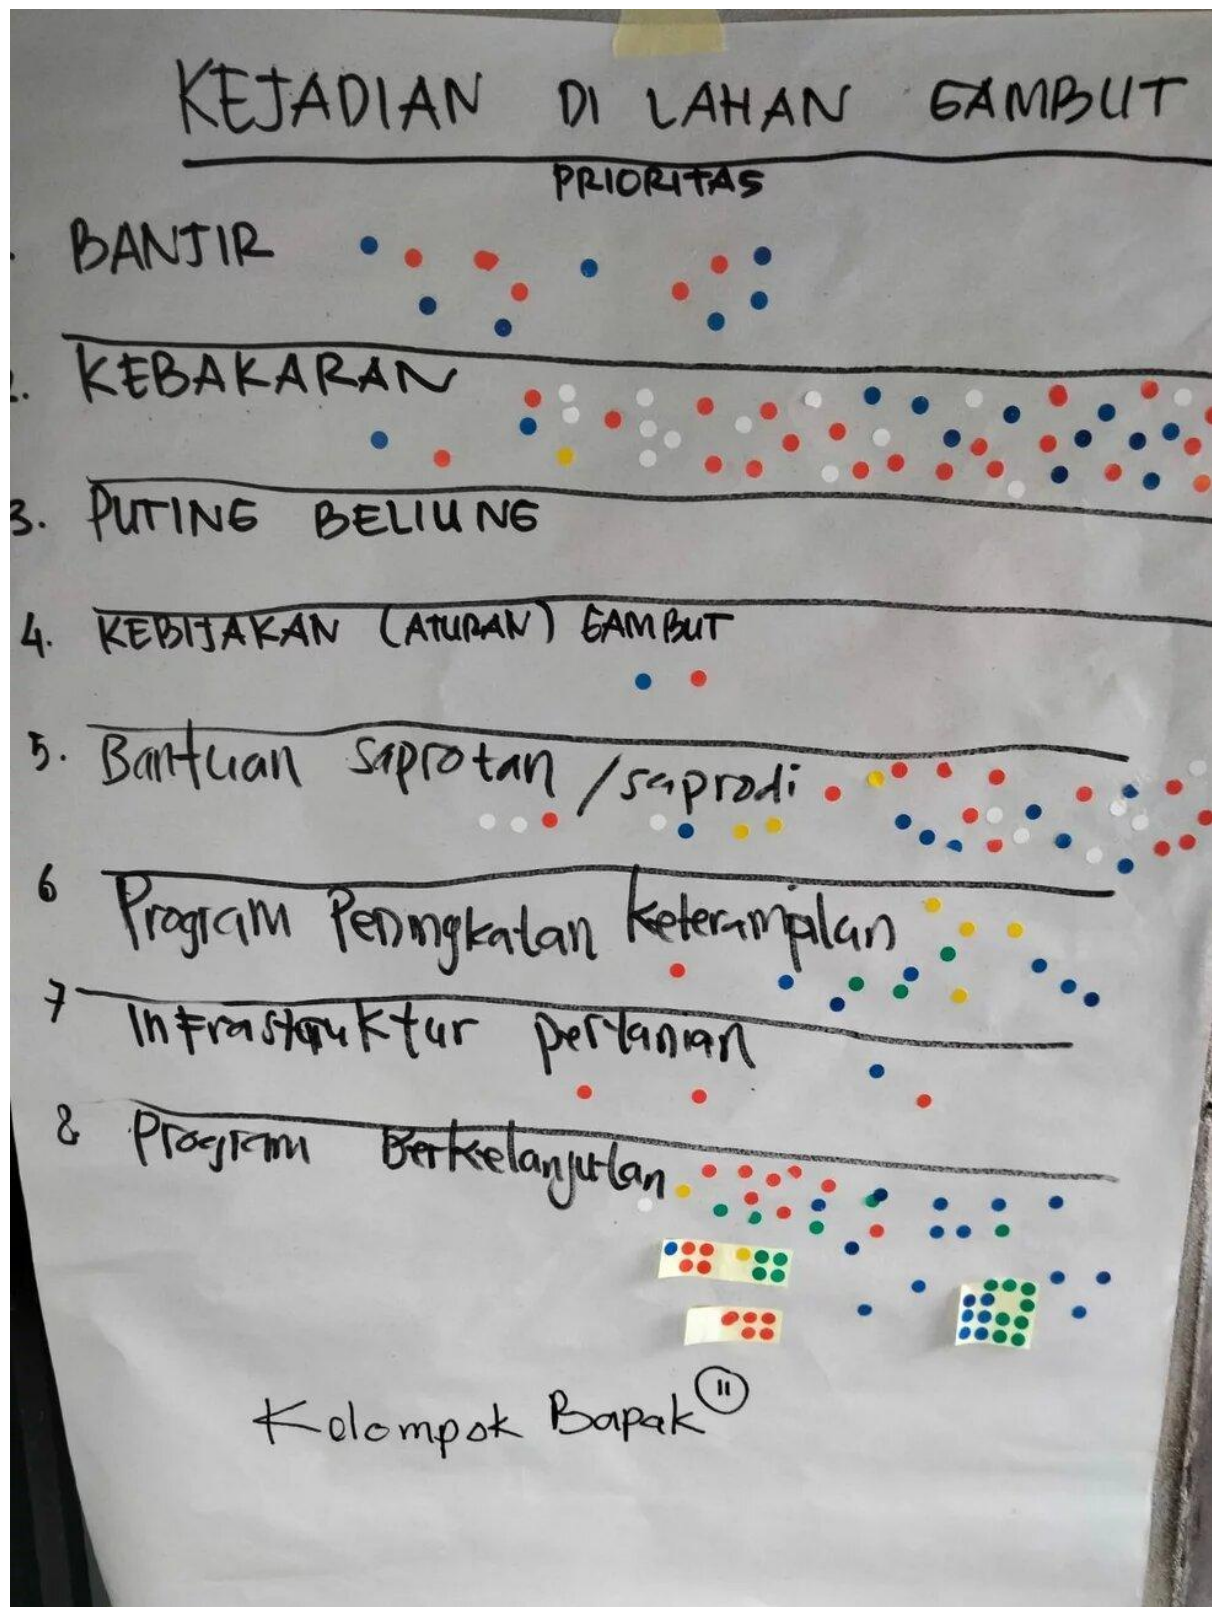 KEJADIAN DI LAHAN GAMBUT
PRIORITAS
BANJIR
2. KEBAKARAN
3. PUTING BELIUNG
4. KEBIJAKAN (ATURAN) GAMBUT
5. Bantuan saprotan / saprodi
6 Program Peningkatan Keterampilan
7 Infrastruktur pertanian
8 Program Berkelanjutan
Kelompok Bapak"